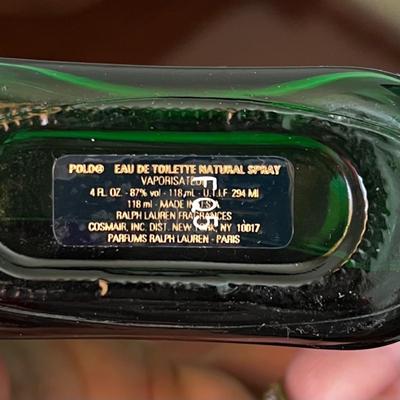 POLO® EAU DE TOILETTE NATURAL SPRAY
VAPORISATEUR
4 FL. OZ - 87% vol - 118 mL - U.T.I.F 294 MI
118 ml - MADE IN U.S.A
RALPH LAUREN FRAGRANCES
COSMAIR, INC. DIST. NEW YORK, NY 10017
PARFUMS RALPH LAUREN - PARIS